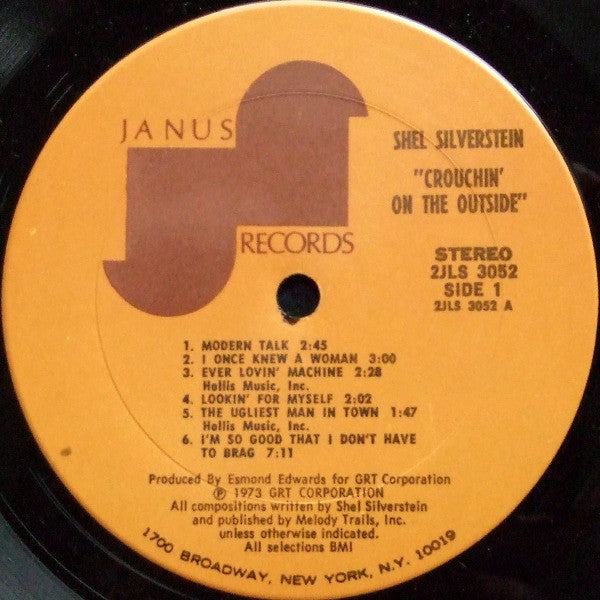 JANUS
RECORDS
SHEL SILVERSTEIN
"CROUCHIN'
ON THE OUTSIDE"
STEREO
2JLS 3052
SIDE 1
2JLS 3052 A
1. MODERN TALK 2:45
2. I ONCE KNEW A WOMAN 3:00
3. EVER LOVIN' MACHINE 2:28
Hollis Music, Inc.
4. LOOKIN' FOR MYSELF 2:02
5. THE UGLIEST MAN IN TOWN 1:47
Hollis Music, Inc.
6. I'M SO GOOD THAT I DON'T HAVE
TO BRAG 7:11
Produced By Esmond Edwards for GRT Corporation
℗ 1973 GRT CORPORATION
All compositions written by Shel Silverstein
and published by Melody Trails, Inc.
unless otherwise indicated.
All selections BMI
1700 BROADWAY, NEW YORK, N.Y. 10019